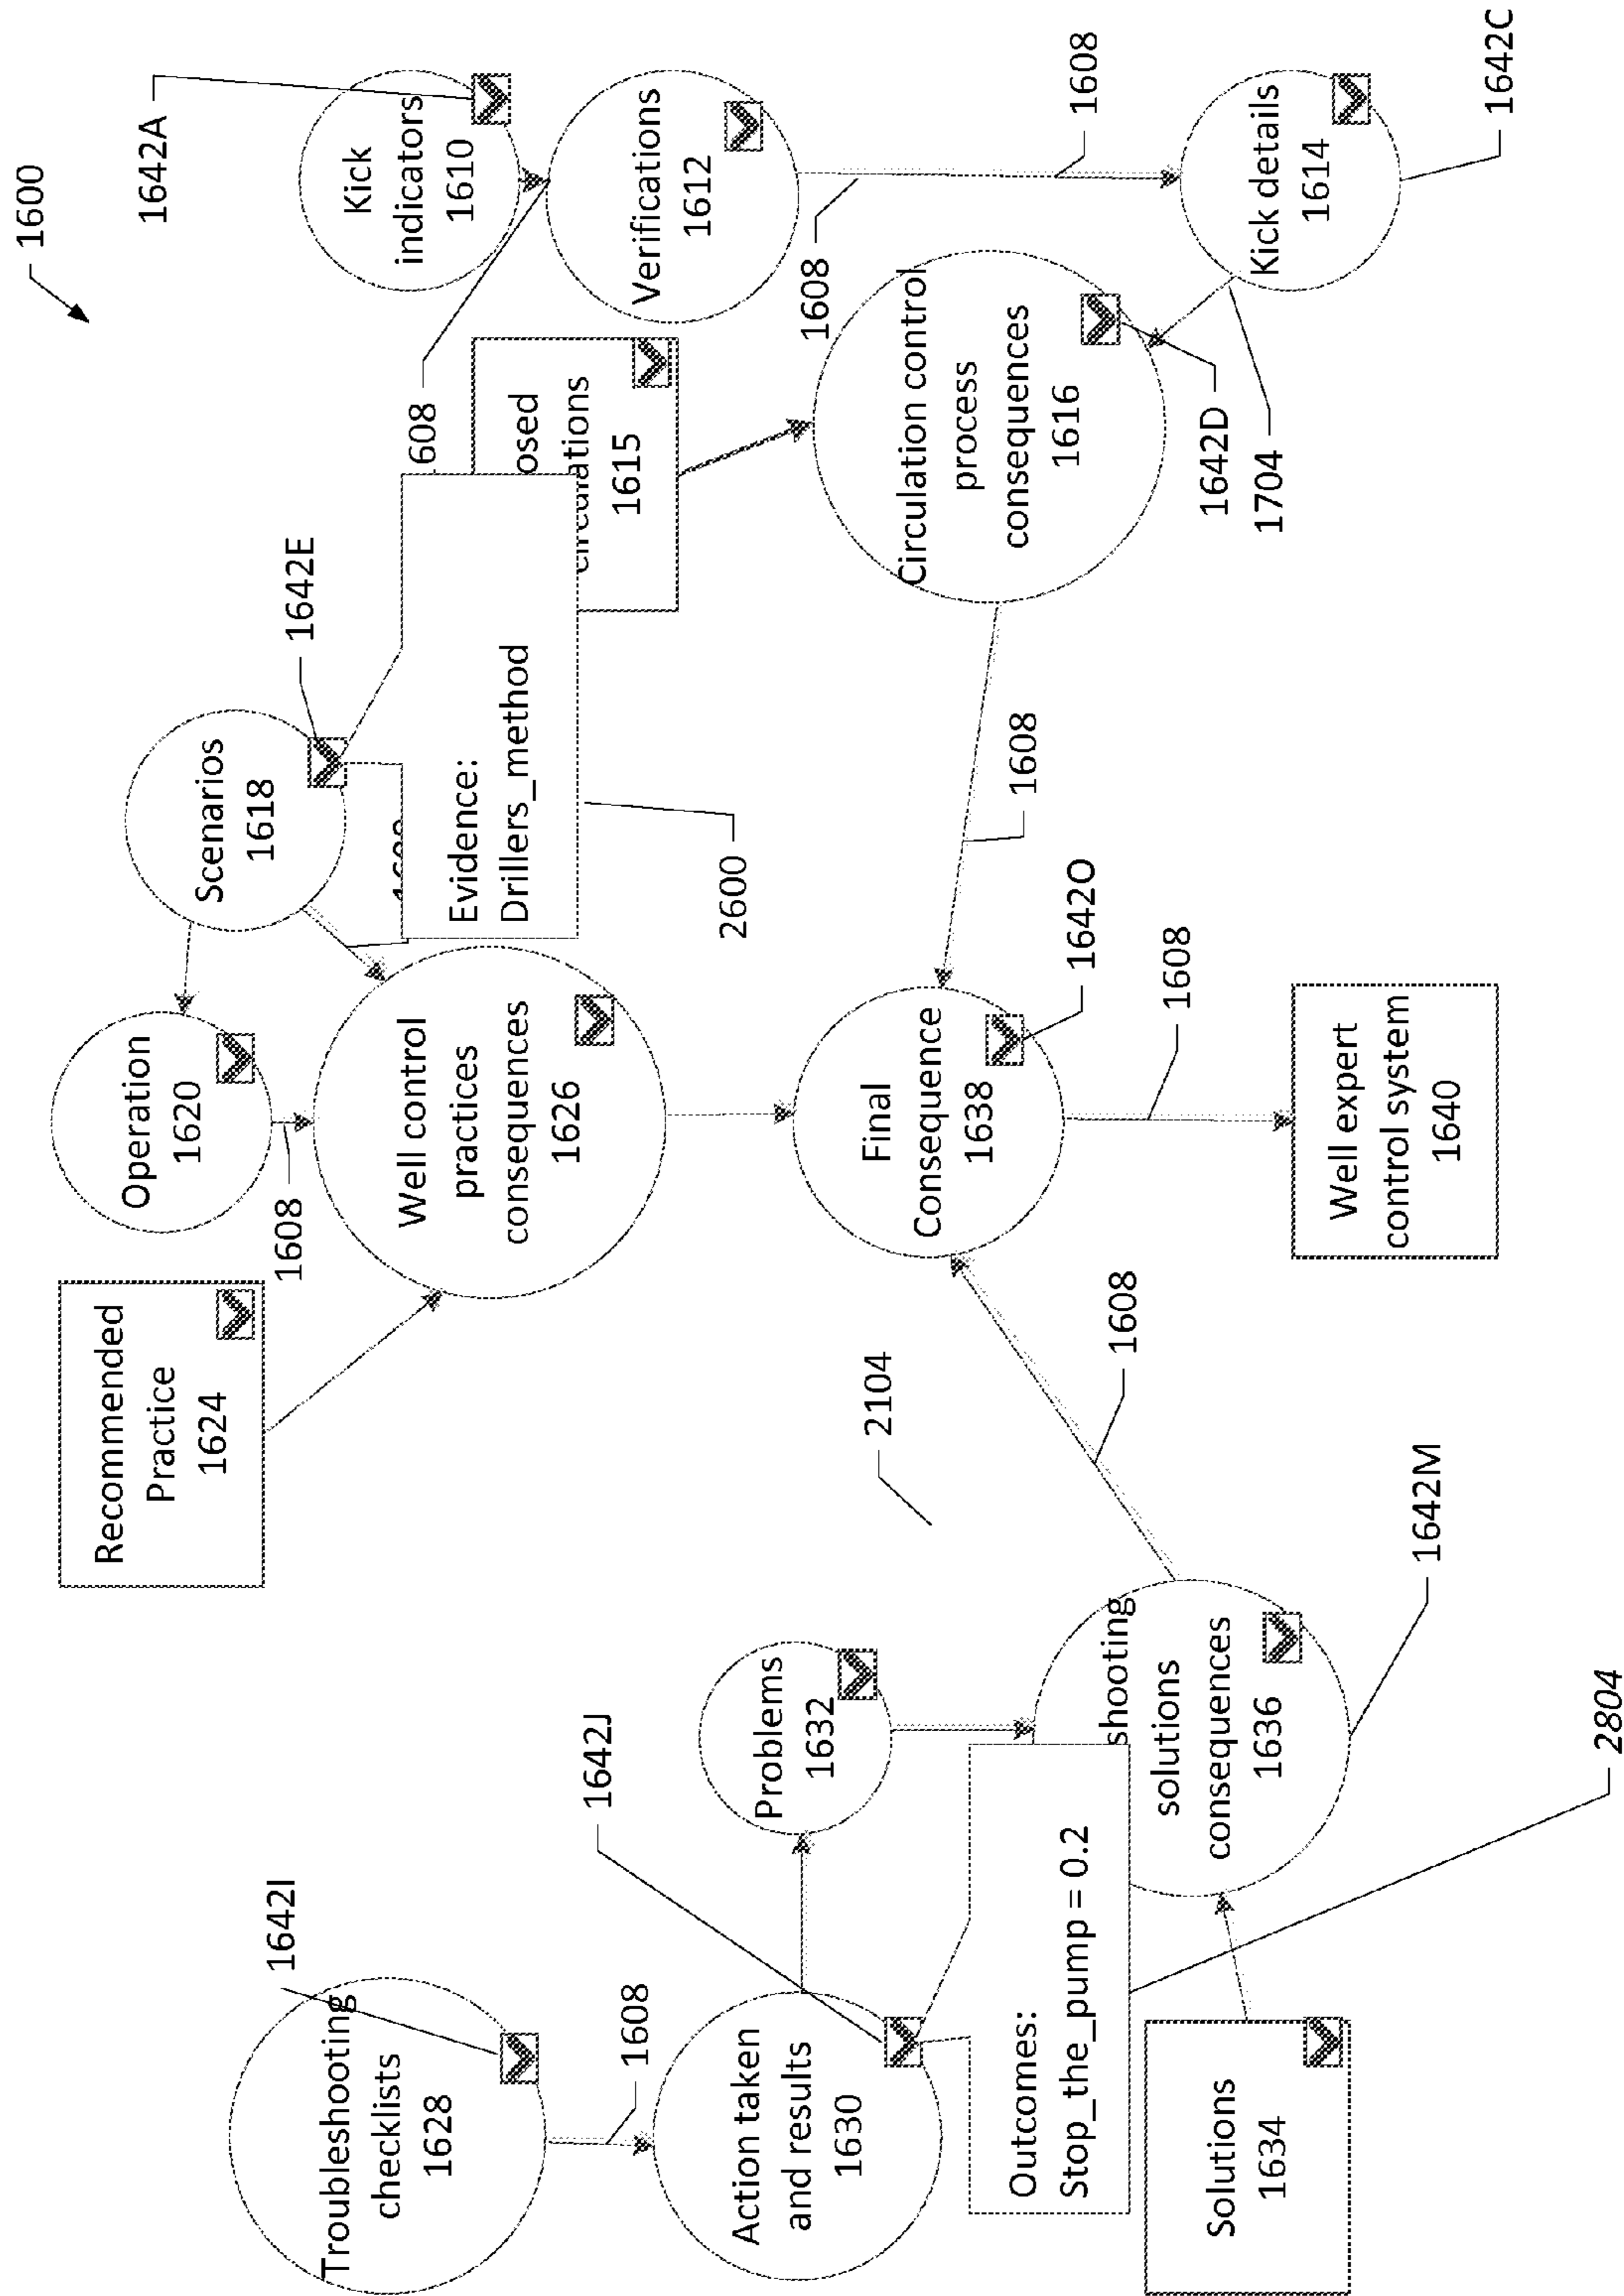 1600
Troubleshooting
checklists
1628
1642I
1608
Action taken
and results
1630
1642J
Problems
1632
Outcomes:
Stop_the_pump = 0.2
Solutions
1634
shooting
solutions
consequences
1636
1642M
2804
2104
1608
Recommended
Practice
1624
Operation
1620
1608
Scenarios
1618
1642E
Well control
practices
consequences
1626
Evidence:
Drillers_method
2600
Final
Consequence
1638
1642O
1608
1608
Well expert
control system
1640
1642A
Kick
indicators
1610
608
osed
1615
Verifications
1612
1608
1608
Circulation control
process
consequences
1616
1642D
1704
Kick details
1614
1642C